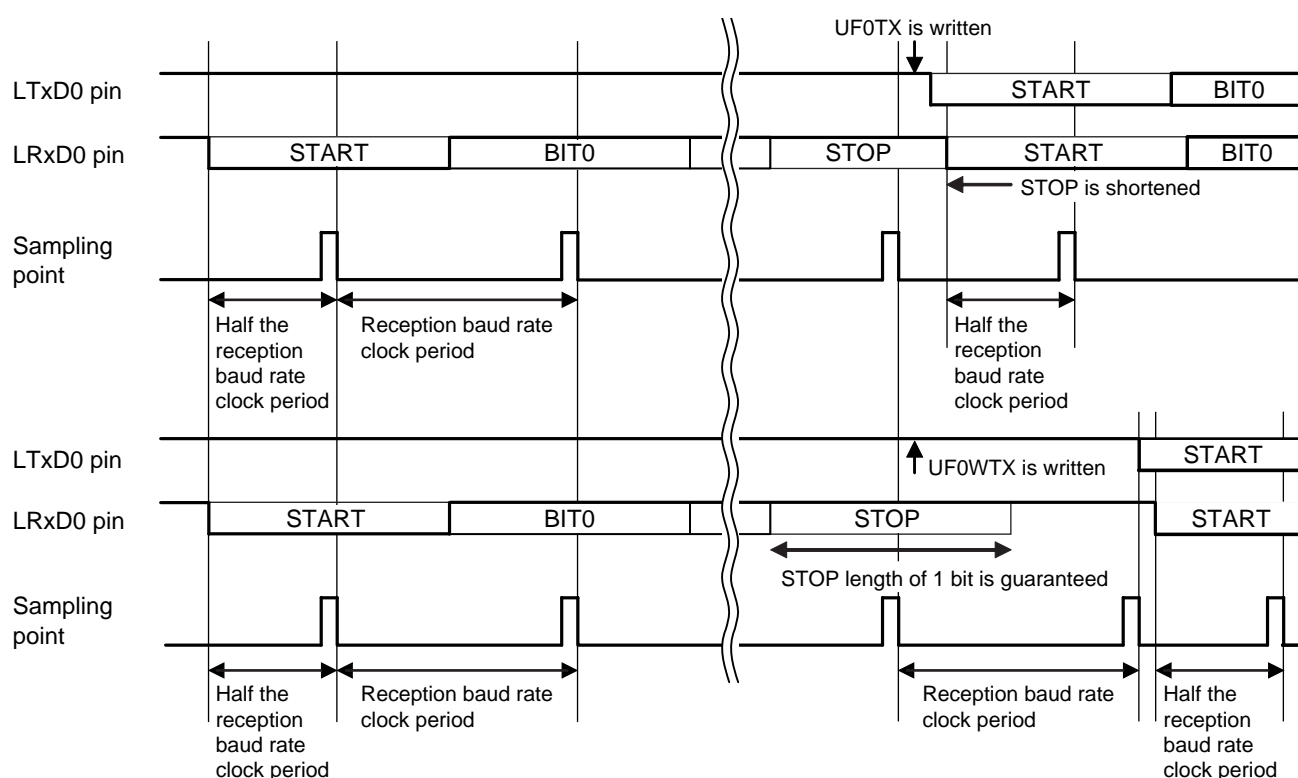 UF0TX is written
LTxD0 pin
START
BIT0
LRxD0 pin
START
BIT0
STOP
START
BIT0
STOP is shortened
Sampling
point
Half the
reception
baud rate
clock period
Reception baud rate
clock period
Half the
reception
baud rate
clock period
LTxD0 pin
UF0WTX is written
START
LRxD0 pin
START
BIT0
STOP
START
STOP length of 1 bit is guaranteed
Sampling
point
Half the
reception
baud rate
clock period
Reception baud rate
clock period
Reception baud rate
clock period
Half the
reception
baud rate
clock period